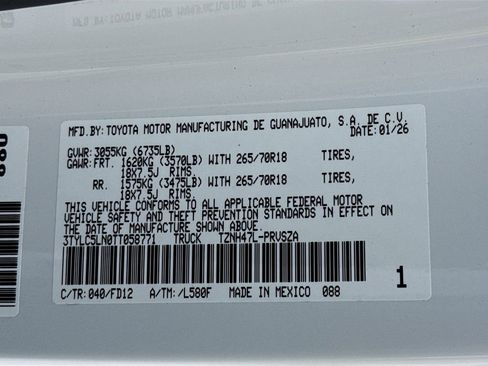 MFD.BY:TOYOTA MOTOR MANUFACTURING DE GUANAJUATO, S.A. DE C.V.
DATE:01/26
GVWR:3055KG (6735LB)
GAWR:FRT. 1620KG (3570LB) WITH 265/70R18 TIRES,
18X7.5J RIMS
RR. 1575KG (3475LB) WITH 265/70R18 TIRES,
18X7.5J RIMS
THIS VEHICLE CONFORMS TO ALL APPLICABLE FEDERAL MOTOR
VEHICLE SAFETY AND THEFT PREVENTION STANDARDS IN EFFECT ON
THE DATE OF MANUFACTURE SHOWN ABOVE.
3TYLC5LN0TT058771 TRUCK TZNH47L-PRVSZA
1
C/TR:040/FD12 A/TM:/L580F MADE IN MEXICO 088